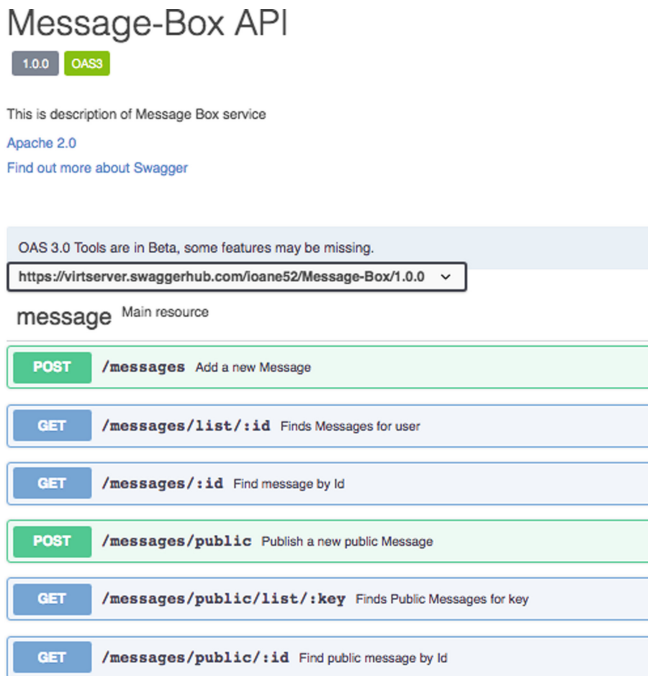 Message-Box API
1.0.0 OAS3
This is description of Message Box service
Apache 2.0
Find out more about Swagger
OAS 3.0 Tools are in Beta, some features may be missing.
https://virtserver.swaggerhub.com/ioane52/Message-Box/1.0.0
message Main resource
POST /messages Add a new Message
GET /messages/list/:id Finds Messages for user
GET /messages/:id Find message by Id
POST /messages/public Publish a new public Message
GET /messages/public/list/:key Finds Public Messages for key
GET /messages/public/:id Find public message by Id